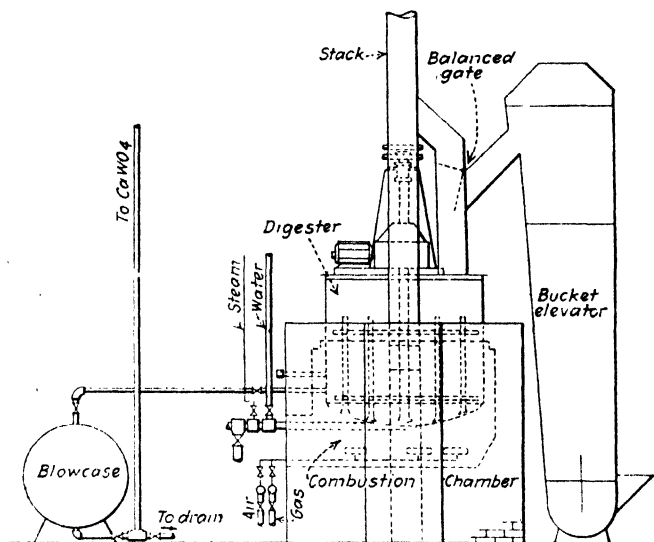 Stack
Balanced
gate
To CaWO4
Digester
Steam
Water
Bucket
elevator
Blowcase
Combustion Chamber
Air
Gas
To drain